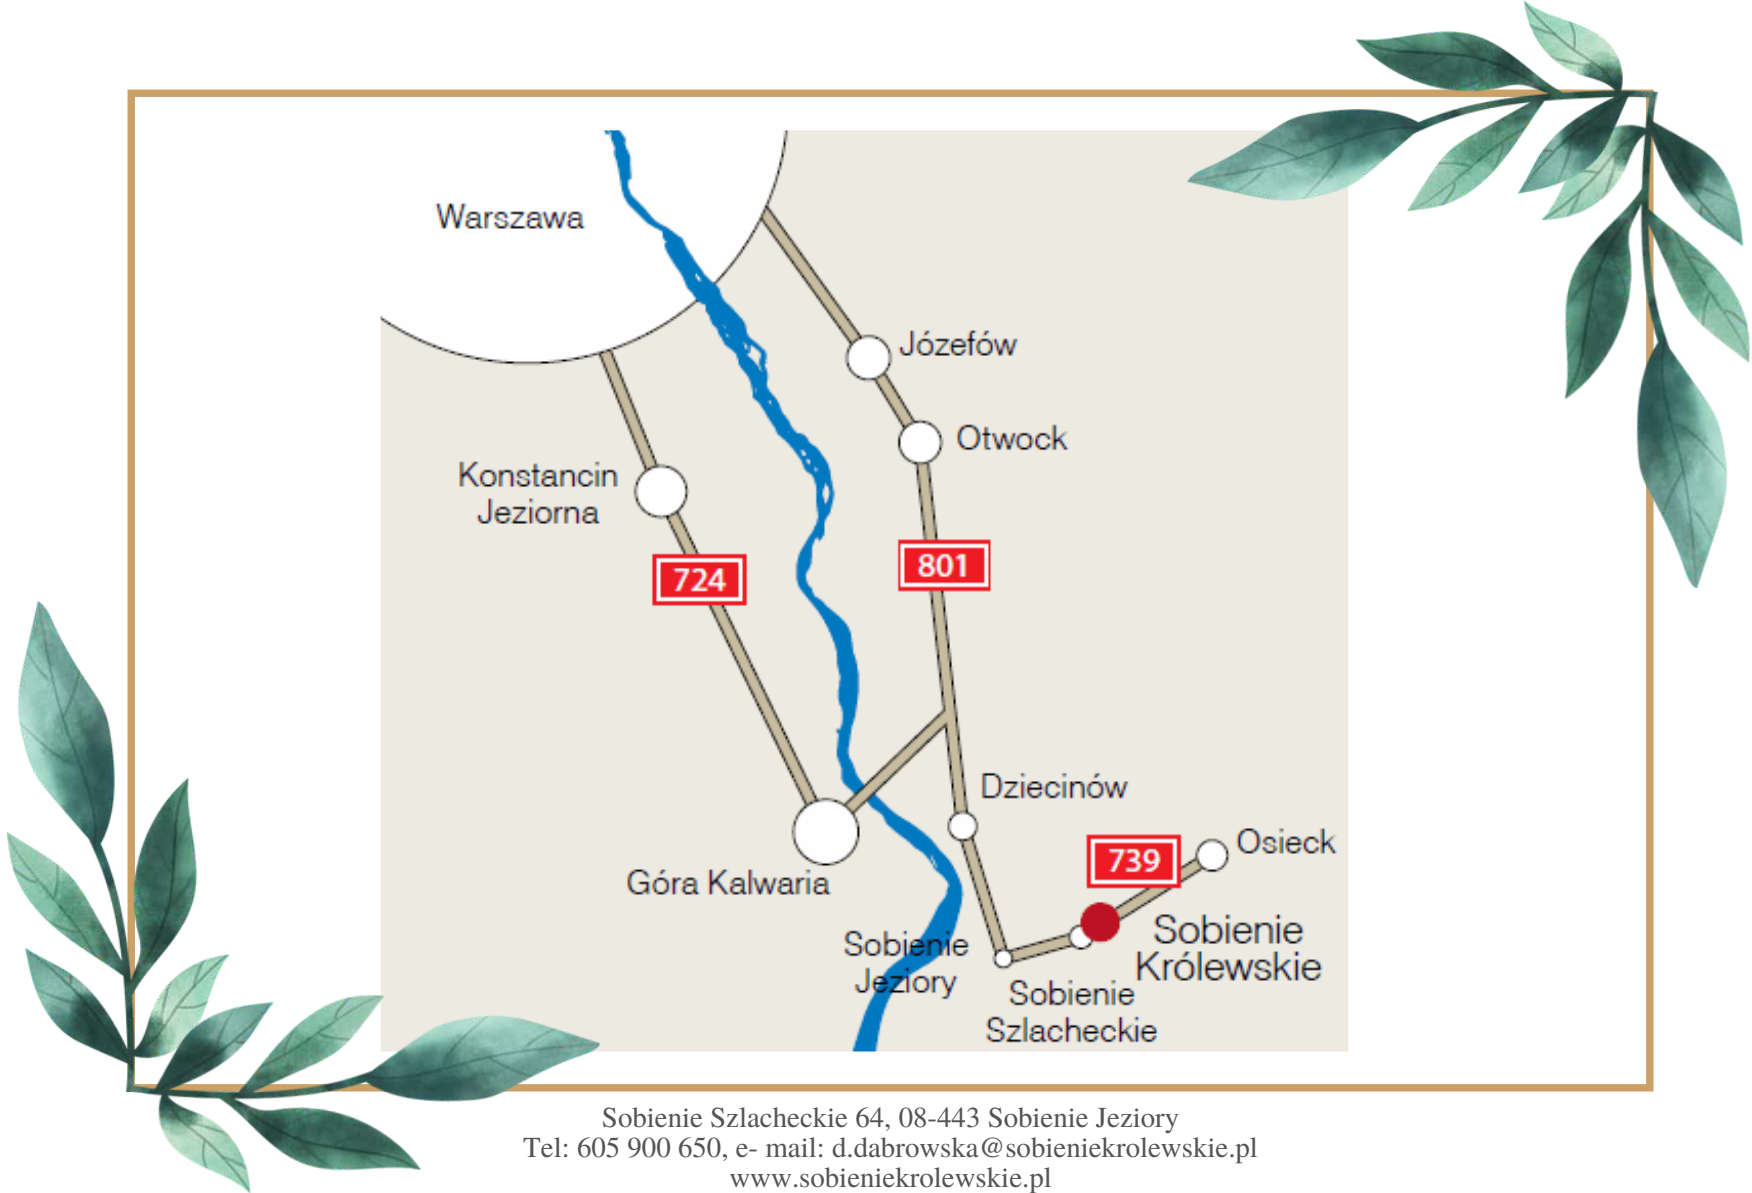 Warszawa
Józefów
Otwock
Konstancin
Jeziorna
801
724
Dziecinów
739
Osieck
Góra Kalwaria
Sobienie
Królewskie
Sobienie
Jeziory
Sobienie
Szlacheckie
Sobienie Szlacheckie 64, 08-443 Sobienie Jeziory
Tel: 605 900 650, e- mail: d.dabrowska@sobieniekrolewskie.pl
www.sobieniekrolewskie.pl